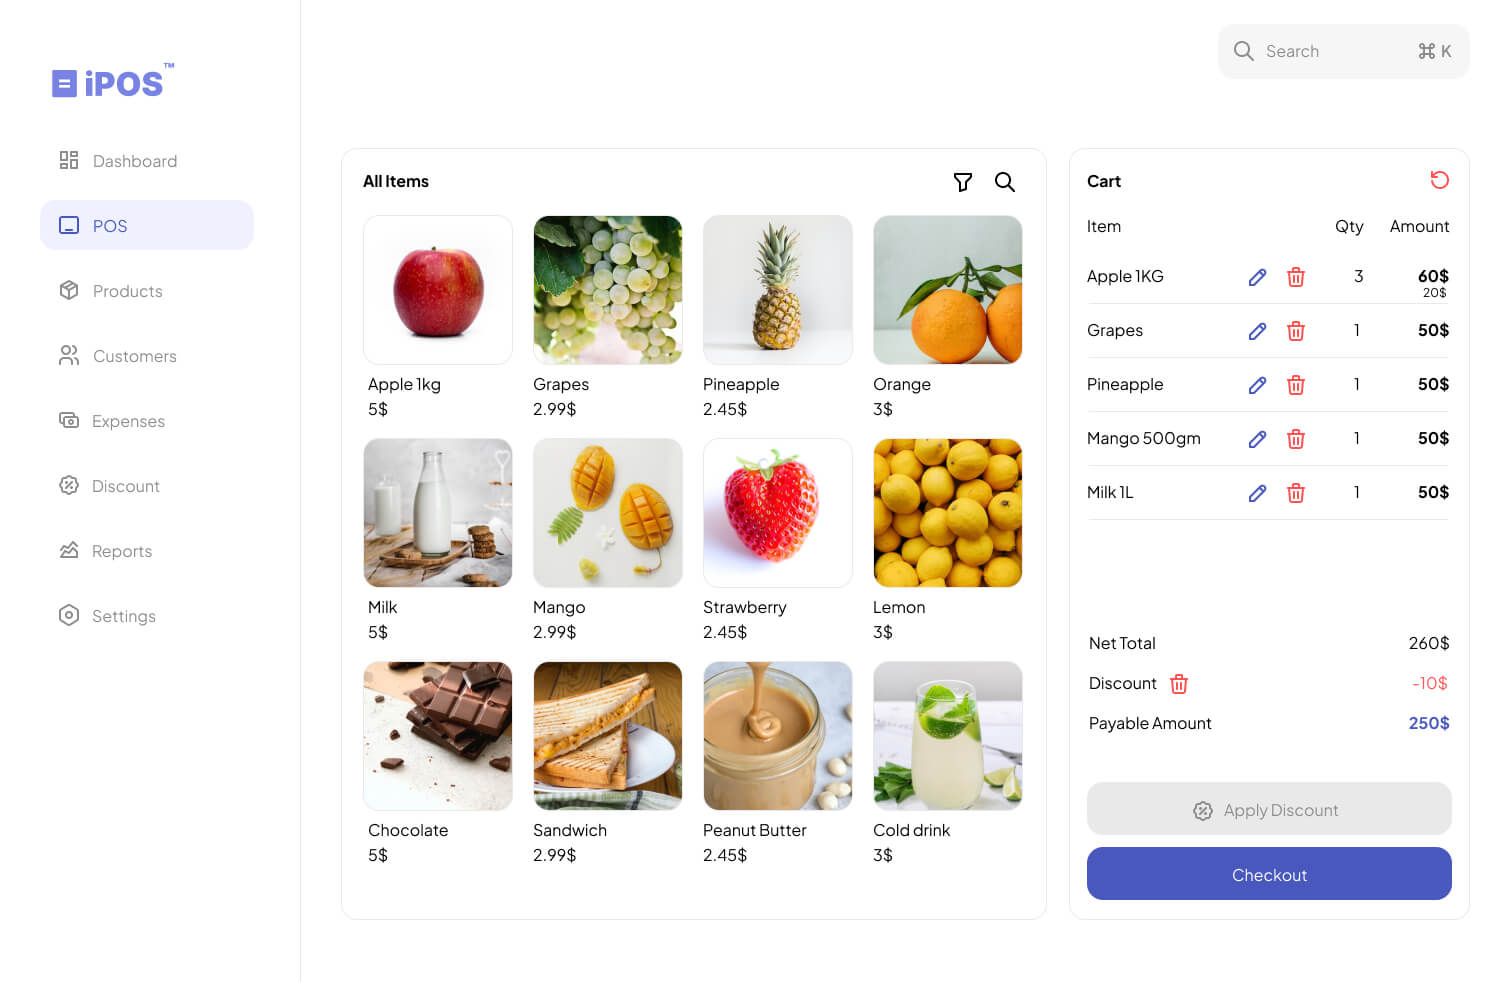 iPOS™
Search ⌘ K
Dashboard
POS
Products
Customers
Expenses
Discount
Reports
Settings
All Items
Apple 1kg
5$
Grapes
2.99$
Pineapple
2.45$
Orange
3$
Milk
5$
Mango
2.99$
Strawberry
2.45$
Lemon
3$
Chocolate
5$
Sandwich
2.99$
Peanut Butter
2.45$
Cold drink
3$
Cart
Item Qty Amount
Apple 1KG 3 60$
20$
Grapes 1 50$
Pineapple 1 50$
Mango 500gm 1 50$
Milk 1L 1 50$
Net Total 260$
Discount -10$
Payable Amount 250$
Apply Discount
Checkout